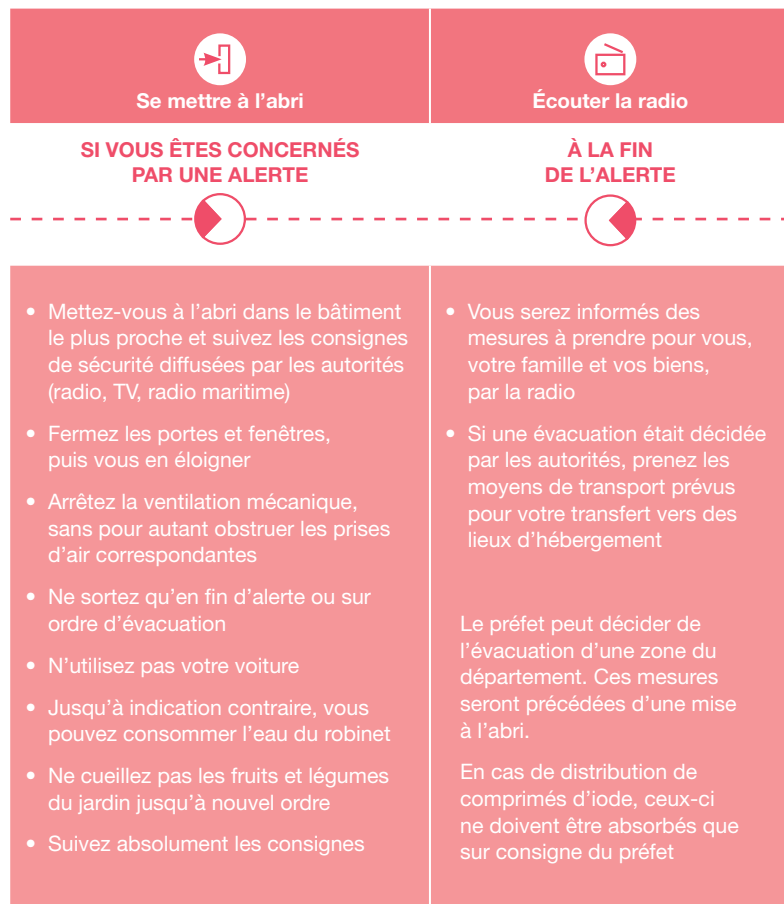 Se mettre à l’abri
SI VOUS ÊTES CONCERNÉS
PAR UNE ALERTE
• Mettez-vous à l’abri dans le bâtiment
le plus proche et suivez les consignes
de sécurité diffusées par les autorités
(radio, TV, radio maritime)
• Fermez les portes et fenêtres,
puis vous en éloigner
• Arrêtez la ventilation mécanique,
sans pour autant obstruer les prises
d’air correspondantes
• Ne sortez qu’en fin d’alerte ou sur
ordre d’évacuation
• N’utilisez pas votre voiture
• Jusqu’à indication contraire, vous
pouvez consommer l’eau du robinet
• Ne cueillez pas les fruits et légumes
du jardin jusqu’à nouvel ordre
• Suivez absolument les consignes
Écouter la radio
À LA FIN
DE L’ALERTE
• Vous serez informés des
mesures à prendre pour vous,
votre famille et vos biens,
par la radio
• Si une évacuation était décidée
par les autorités, prenez les
moyens de transport prévus
pour votre transfert vers des
lieux d’hébergement
Le préfet peut décider de
l’évacuation d’une zone du
département. Ces mesures
seront précédées d’une mise
à l’abri.
En cas de distribution de
comprimés d’iode, ceux-ci
ne doivent être absorbés que
sur consigne du préfet